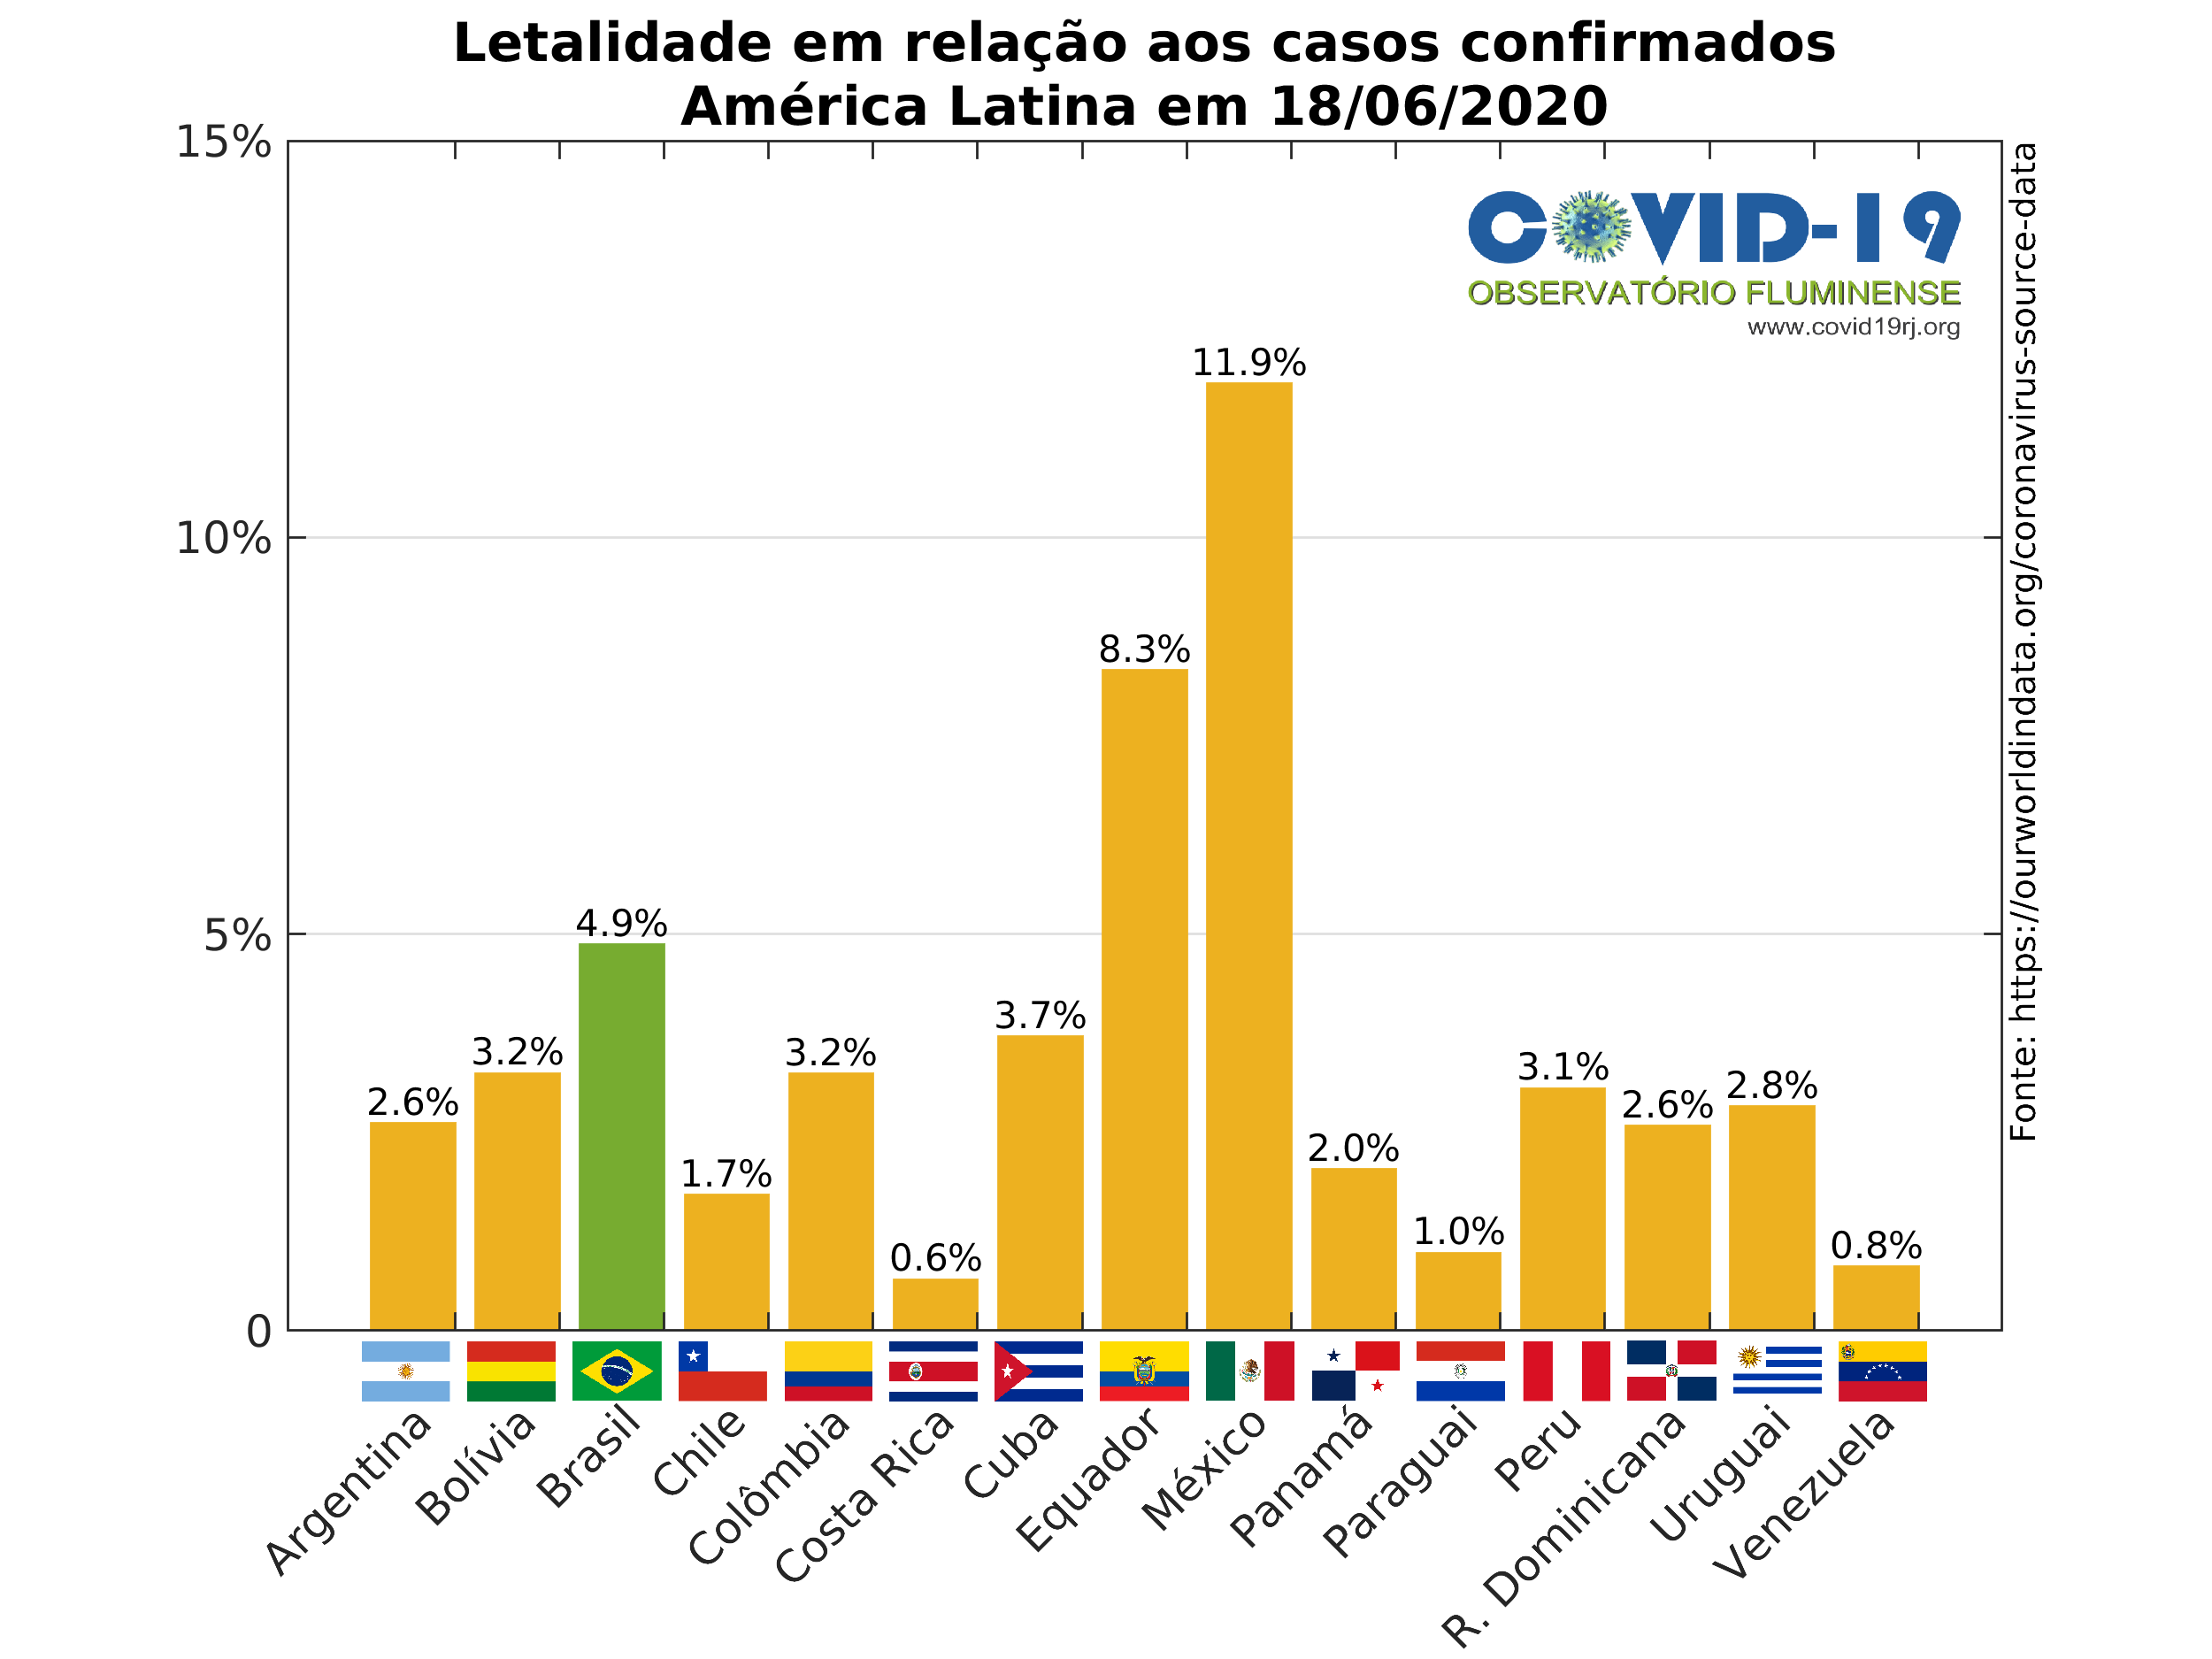 Letalidade em relação aos casos confirmados
América Latina em 18/06/2020
15%
10%
5%
0
COVID-19
OBSERVATÓRIO FLUMINENSE
www.covid19rj.org
Fonte: https://ourworldindata.org/coronavirus-source-data
2.6%
3.2%
4.9%
1.7%
3.2%
0.6%
3.7%
8.3%
11.9%
2.0%
1.0%
3.1%
2.6%
2.8%
0.8%
Argentina
Bolívia
Brasil
Chile
Colômbia
Costa Rica
Cuba
Equador
México
Panamá
Paraguai
Peru
R. Dominicana
Uruguai
Venezuela